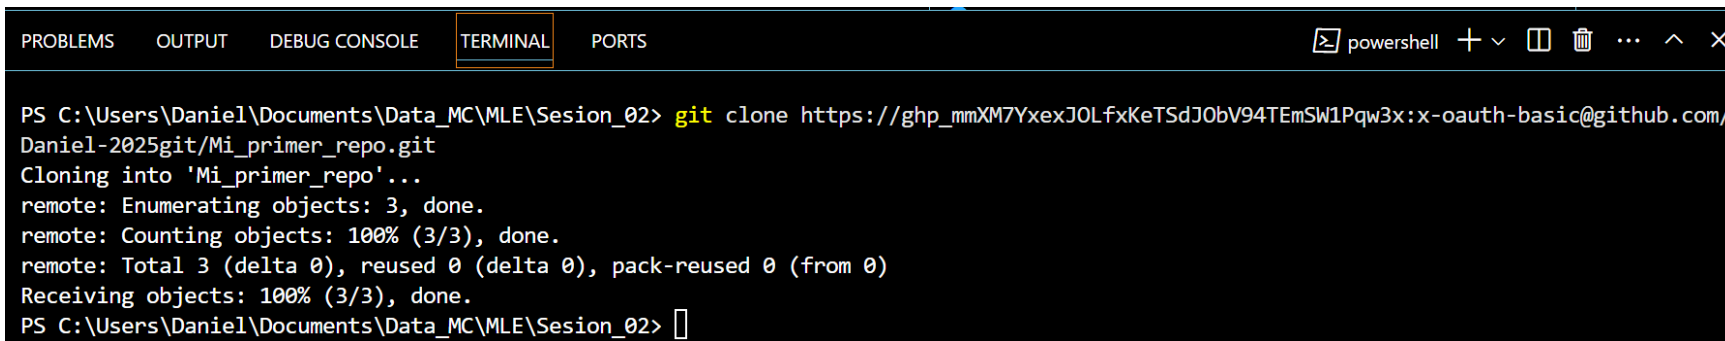 PROBLEMS OUTPUT DEBUG CONSOLE TERMINAL PORTS powershell
PS C:\Users\Daniel\Documents\Data_MC\MLE\Sesion_02> git clone https://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:x-oauth-basic@github.com/
Daniel-2025git/Mi_primer_repo.git
Cloning into 'Mi_primer_repo'...
remote: Enumerating objects: 3, done.
remote: Counting objects: 100% (3/3), done.
remote: Total 3 (delta 0), reused 0 (delta 0), pack-reused 0 (from 0)
Receiving objects: 100% (3/3), done.
PS C:\Users\Daniel\Documents\Data_MC\MLE\Sesion_02>